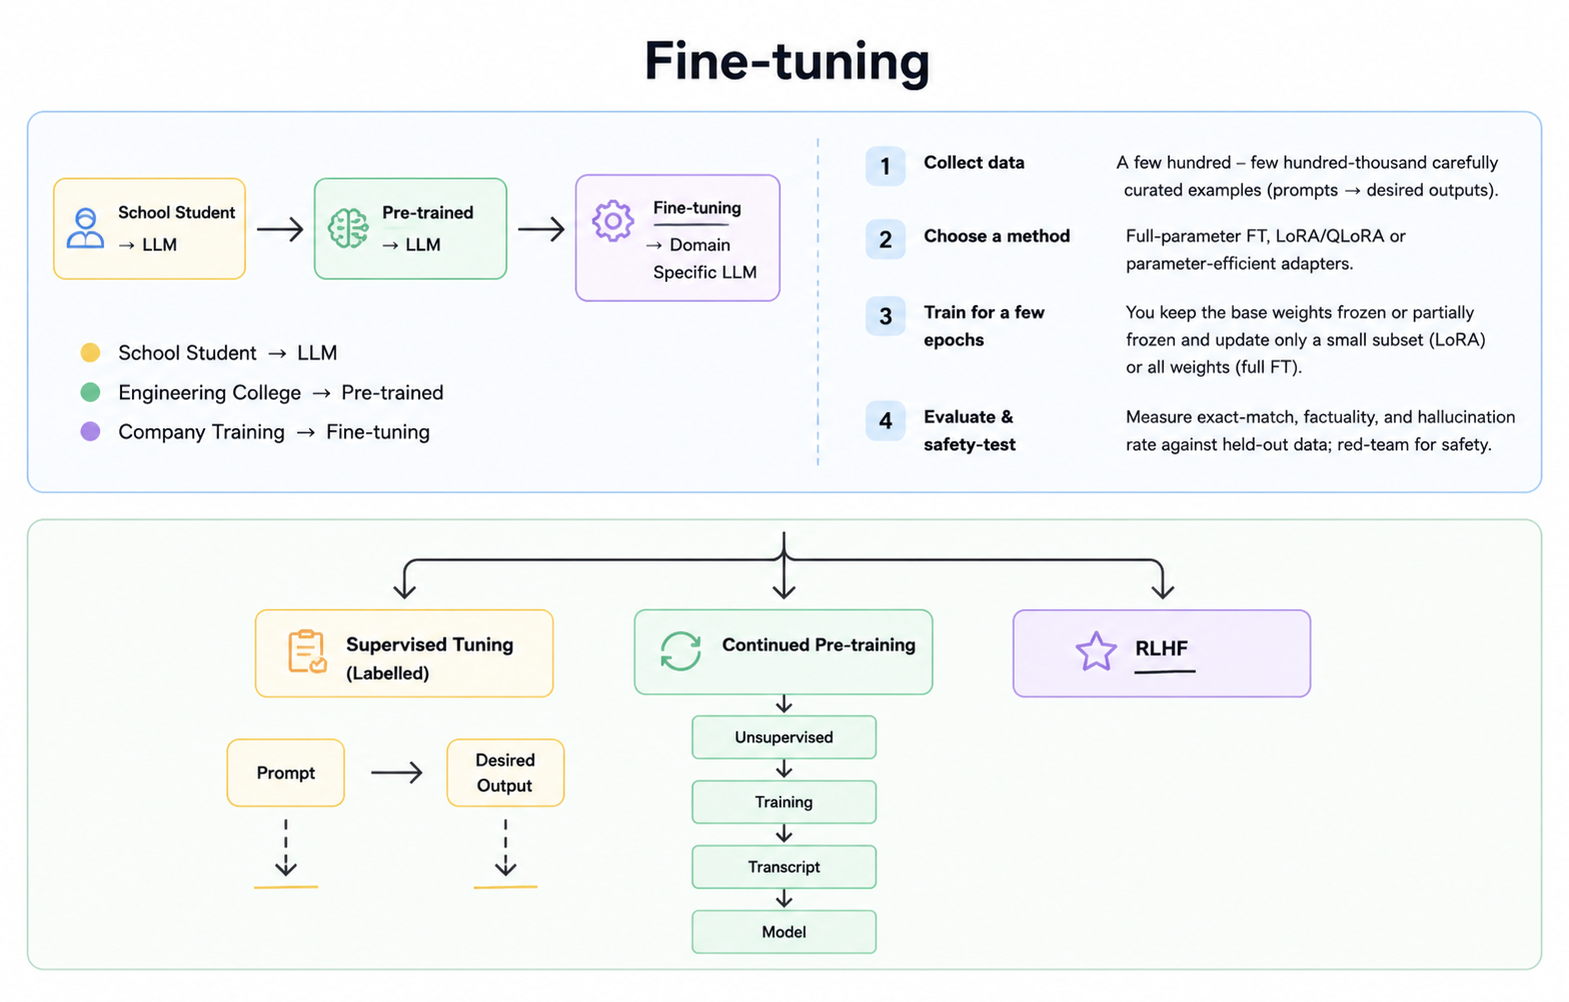 Fine-tuning
School Student
→ LLM
Pre-trained
→ LLM
Fine-tuning
→ Domain
Specific LLM
School Student → LLM
Engineering College → Pre-trained
Company Training → Fine-tuning
1
Collect data
A few hundred – few hundred-thousand carefully
curated examples (prompts → desired outputs).
2
Choose a method
Full-parameter FT, LoRA/QLoRA or
parameter-efficient adapters.
3
Train for a few
epochs
You keep the base weights frozen or partially
frozen and update only a small subset (LoRA)
or all weights (full FT).
4
Evaluate &
safety-test
Measure exact-match, factuality, and hallucination
rate against held-out data; red-team for safety.
Supervised Tuning
(Labelled)
Prompt
Desired
Output
Continued Pre-training
Unsupervised
Training
Transcript
Model
RLHF